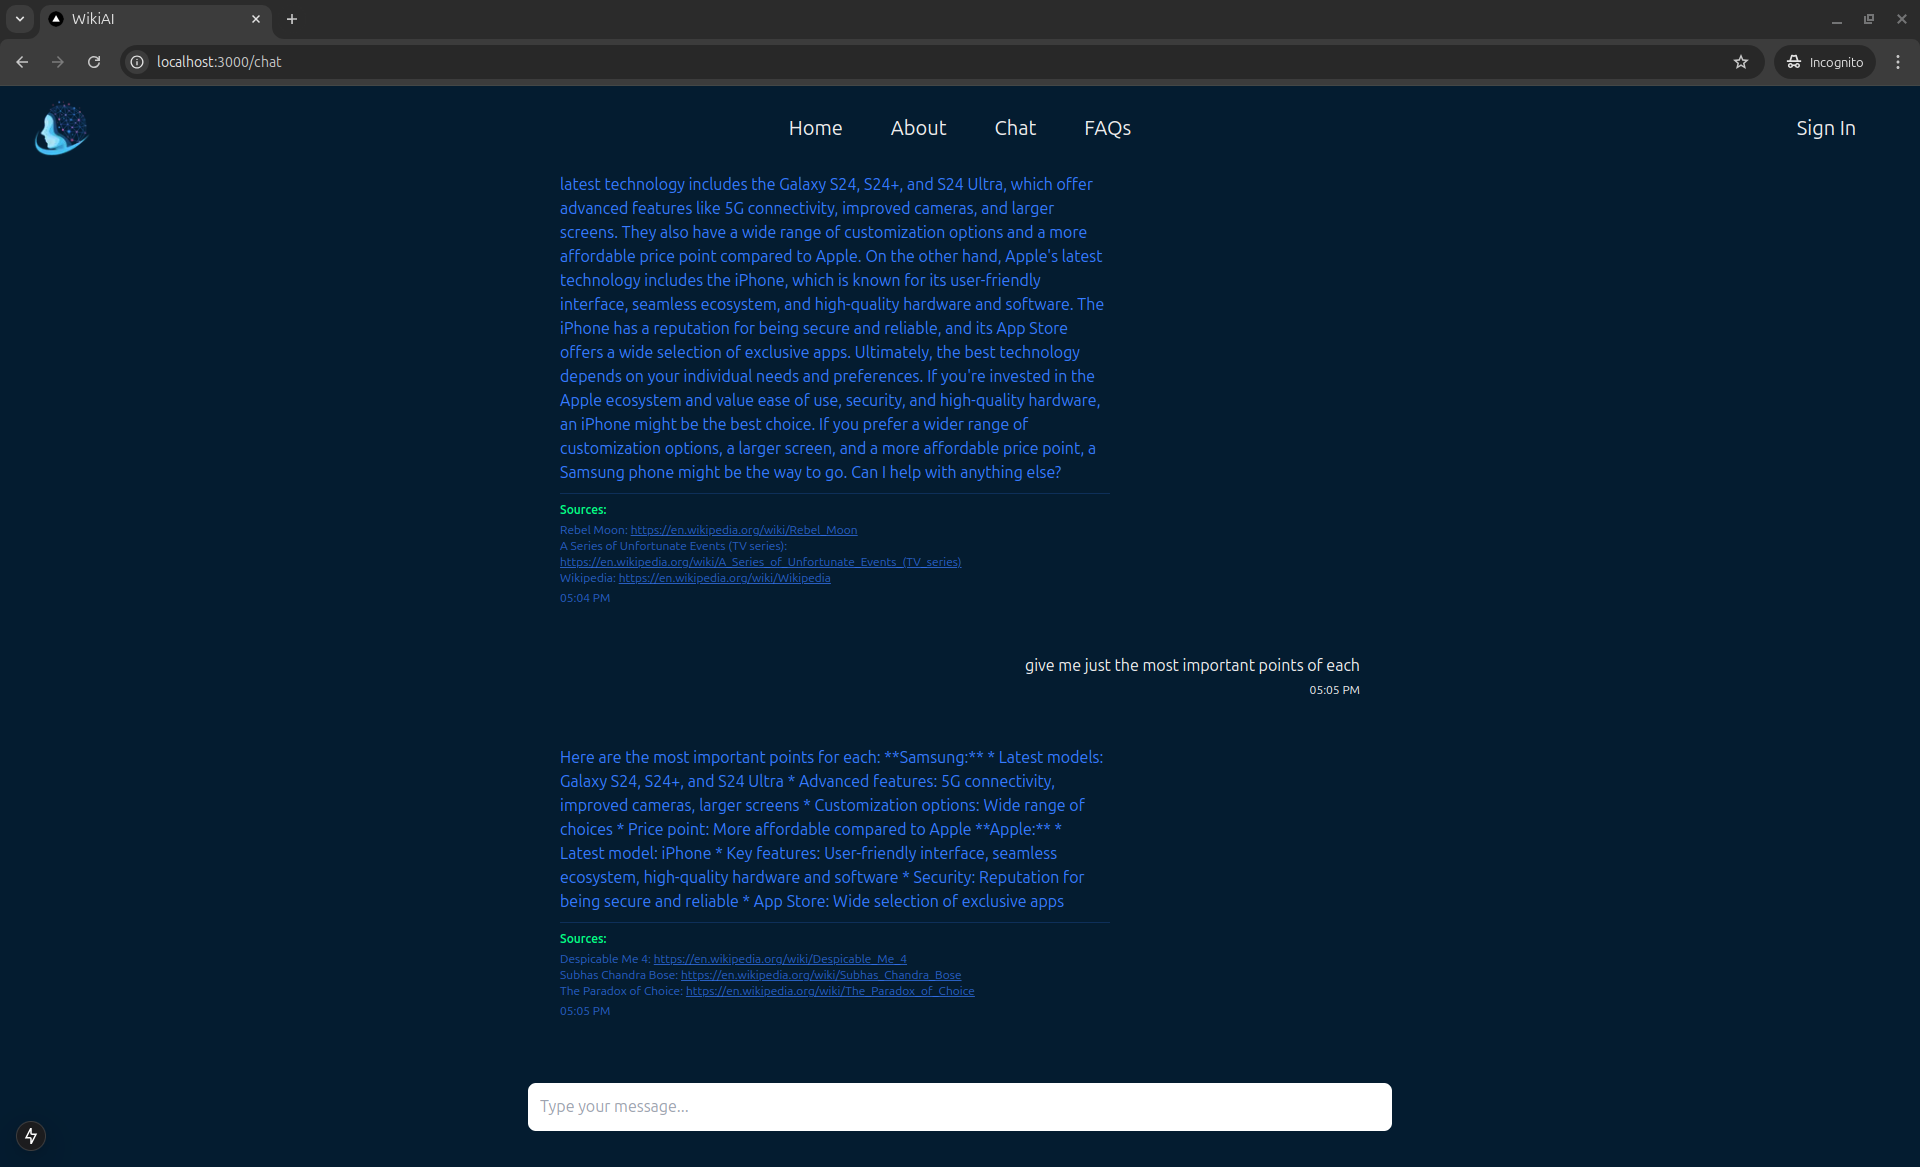 WikiAI
localhost:3000/chat
Incognito
Home
About
Chat
FAQs
Sign In
latest technology includes the Galaxy S24, S24+, and S24 Ultra, which offer
advanced features like 5G connectivity, improved cameras, and larger
screens. They also have a wide range of customization options and a more
affordable price point compared to Apple. On the other hand, Apple's latest
technology includes the iPhone, which is known for its user-friendly
interface, seamless ecosystem, and high-quality hardware and software. The
iPhone has a reputation for being secure and reliable, and its App Store
offers a wide selection of exclusive apps. Ultimately, the best technology
depends on your individual needs and preferences. If you're invested in the
Apple ecosystem and value ease of use, security, and high-quality hardware,
an iPhone might be the best choice. If you prefer a wider range of
customization options, a larger screen, and a more affordable price point, a
Samsung phone might be the way to go. Can I help with anything else?
Sources:
Rebel Moon: https://en.wikipedia.org/wiki/Rebel_Moon
A Series of Unfortunate Events (TV series):
https://en.wikipedia.org/wiki/A_Series_of_Unfortunate_Events_(TV_series)
Wikipedia: https://en.wikipedia.org/wiki/Wikipedia
05:04 PM
give me just the most important points of each
05:05 PM
Here are the most important points for each: **Samsung:** * Latest models:
Galaxy S24, S24+, and S24 Ultra * Advanced features: 5G connectivity,
improved cameras, larger screens * Customization options: Wide range of
choices * Price point: More affordable compared to Apple **Apple:** *
Latest model: iPhone * Key features: User-friendly interface, seamless
ecosystem, high-quality hardware and software * Security: Reputation for
being secure and reliable * App Store: Wide selection of exclusive apps
Sources:
Despicable Me 4: https://en.wikipedia.org/wiki/Despicable_Me_4
Subhas Chandra Bose: https://en.wikipedia.org/wiki/Subhas_Chandra_Bose
The Paradox of Choice: https://en.wikipedia.org/wiki/The_Paradox_of_Choice
05:05 PM
Type your message...